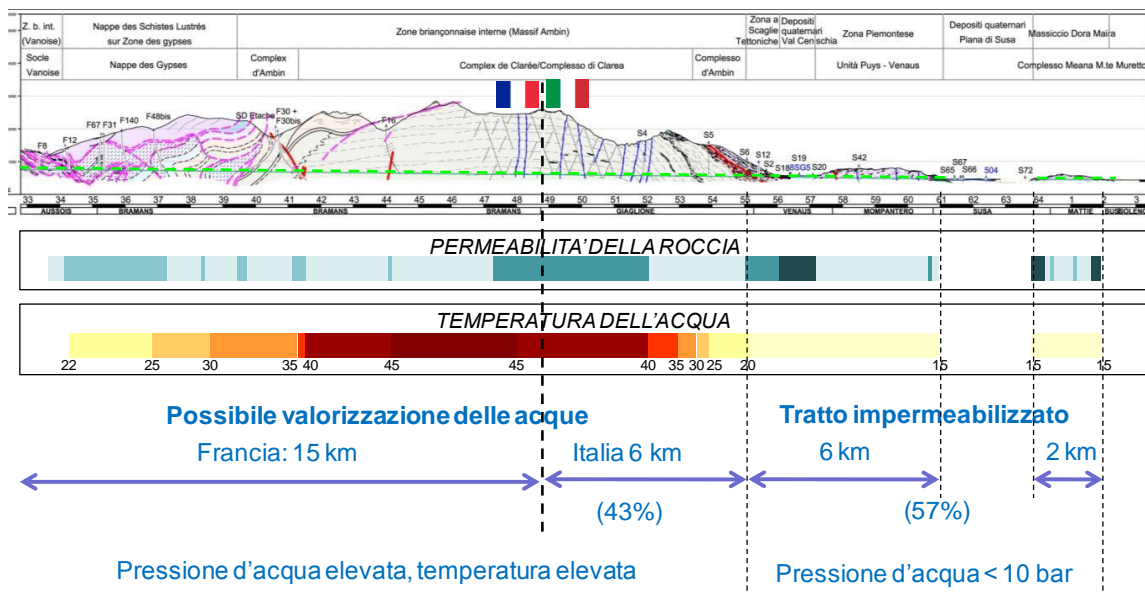 Z. b. int.
(Vanoise)
Nappe des Schistes Lustrés
sur Zone des gypses
Zone briançonnaise interne (Massif Ambin)
Zona a
Scaglie
Tettoniche
Depositi
quaternari
Val Cenischia
Zona Piemontese
Depositi quaternari
Piana di Susa
Massiccio Dora Maira
Socle
Vanoise
Nappe des Gypses
Complex
d'Ambin
Complex de Clarée/Complesso di Clarea
Complesso
d'Ambin
Unità Puys - Venaus
Complesso Meana M.te Muretto
F8
F12
F67
F31
F140
F48bis
SD Etache
F30 +
F30bis
F16
S4
S5
S6
S12
S2
S19
S20
S42
S65
S67
S66
504
S72
33 34 35 36 37 38 39 40 41 42 43 44 45 46 47 48 49 50 51 52 53 54 55 56 57 58 59 60 61 62 63 64 1 2 3
AUSSOIS
BRAMANS
BRAMANS
BRAMANS
GIAGLIONE
VENAUS
MOMPANTERO
SUSA
MATTIE
PERMEABILITA' DELLA ROCCIA
TEMPERATURA DELL'ACQUA
22 25 30 35 40 45 45 40 35 30 25 20 15 15 15
Possibile valorizzazione delle acque
Tratto impermeabilizzato
Francia: 15 km
Italia 6 km
6 km
2 km
(43%)
(57%)
Pressione d'acqua elevata, temperatura elevata
Pressione d'acqua < 10 bar